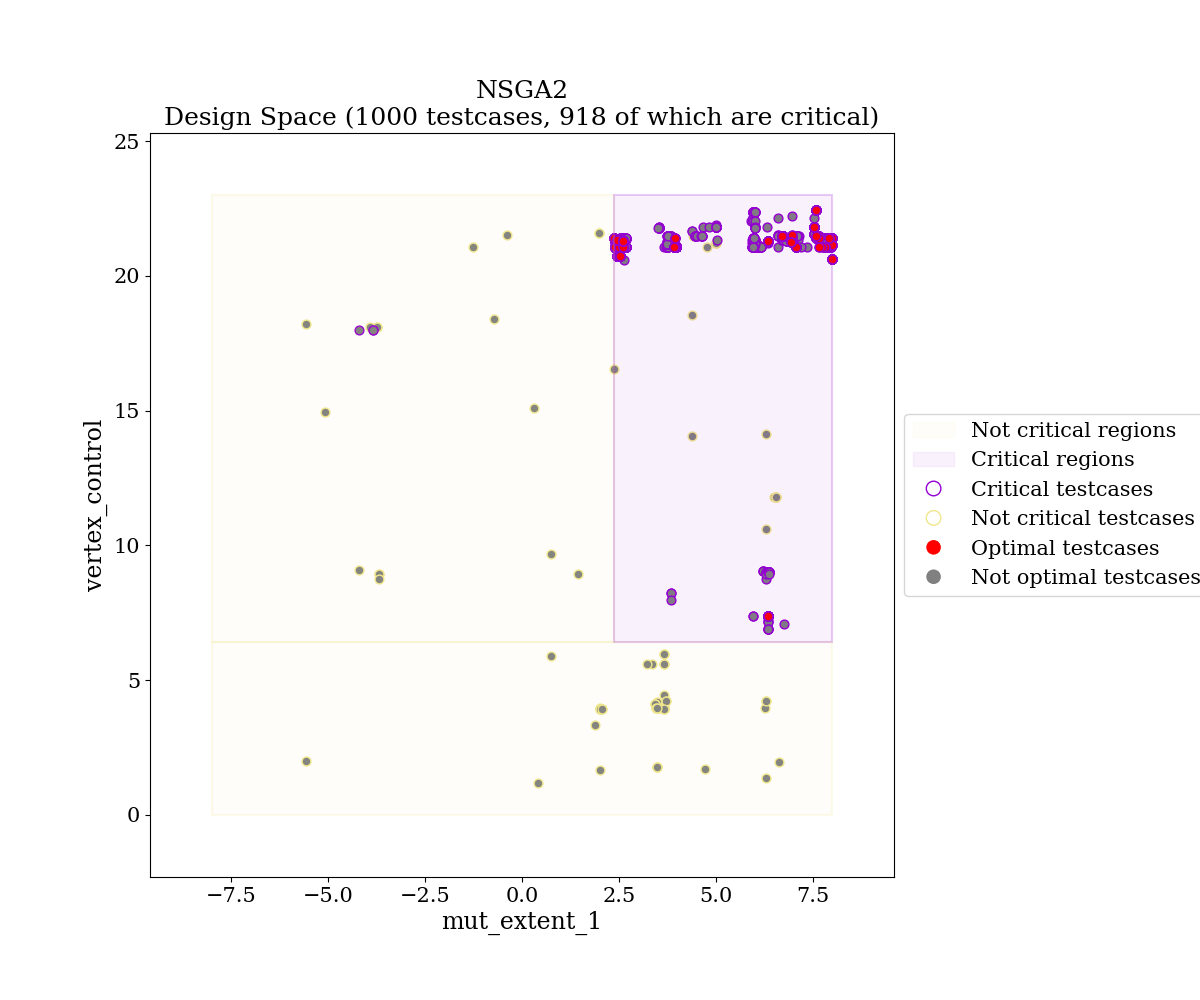 NSGA2
Design Space (1000 testcases, 918 of which are critical)
25
20
15
10
5
0
vertex_control
−7.5
−5.0
−2.5
0.0
2.5
5.0
7.5
mut_extent_1
Not critical regions
Critical regions
Critical testcases
Not critical testcases
Optimal testcases
Not optimal testcases